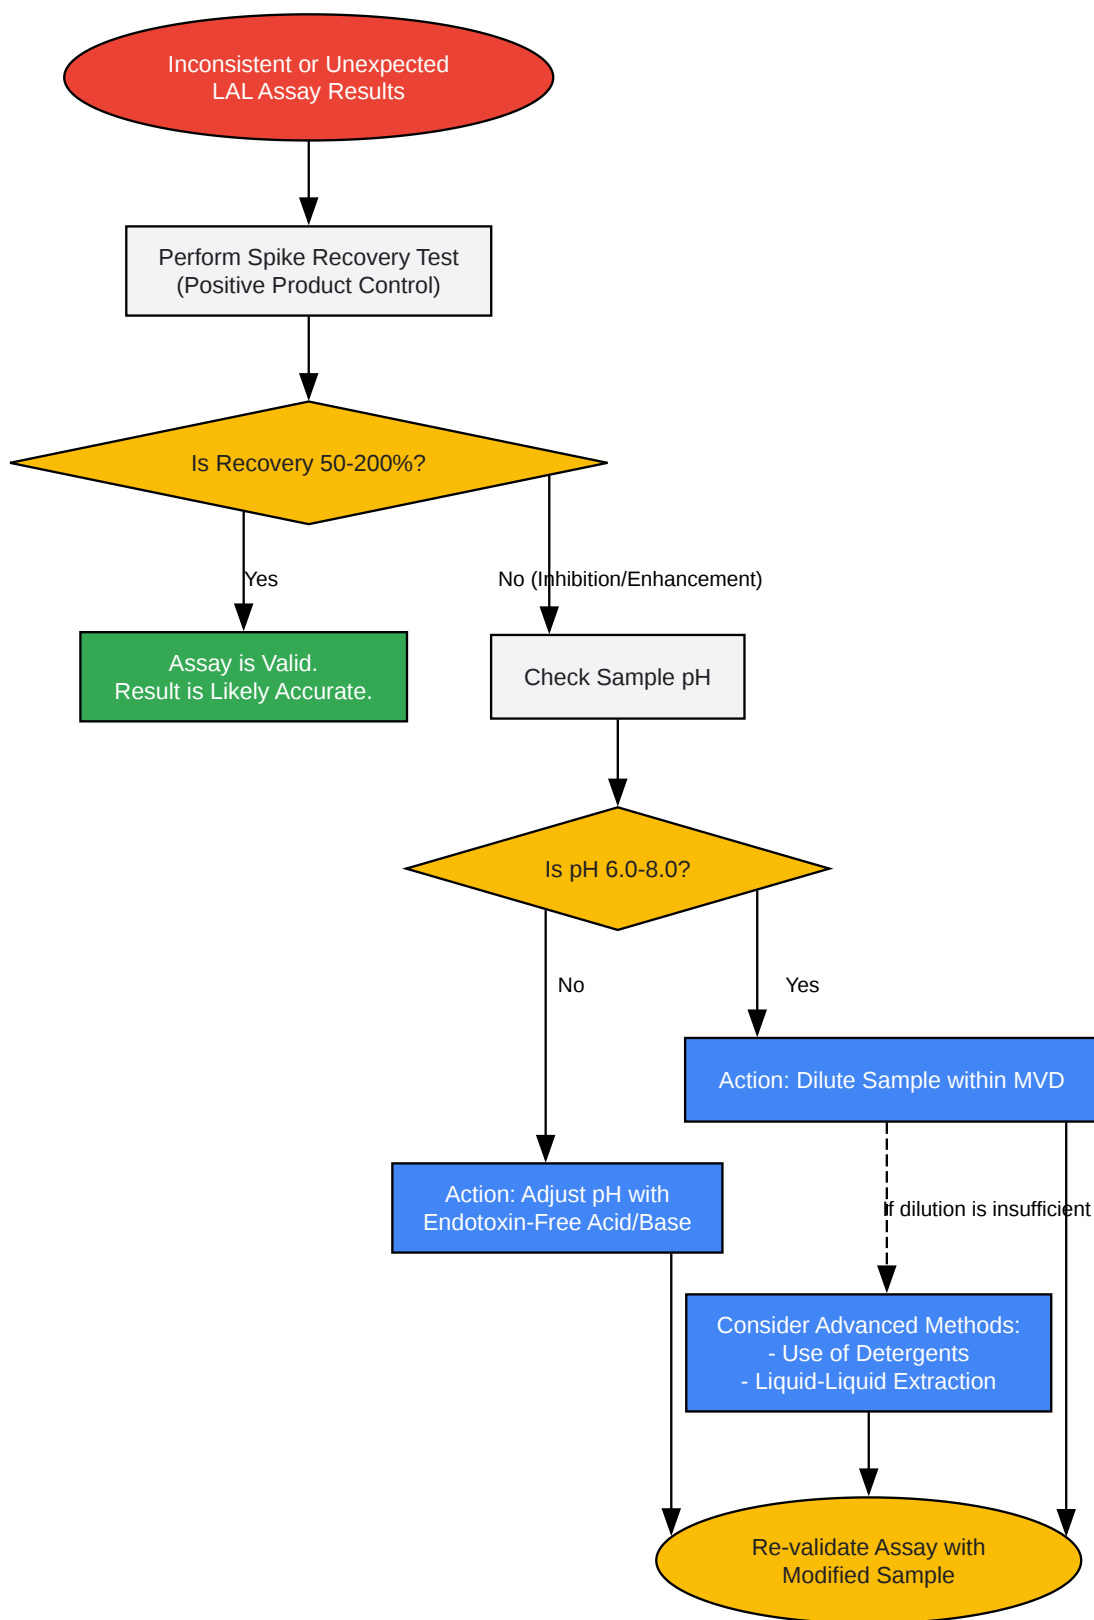 Inconsistent or Unexpected
LAL Assay Results
Perform Spike Recovery Test
(Positive Product Control)
Is Recovery 50-200%?
Yes
No (Inhibition/Enhancement)
Assay is Valid.
Result is Likely Accurate.
Check Sample pH
Is pH 6.0-8.0?
No
Yes
Action: Dilute Sample within MVD
Action: Adjust pH with
Endotoxin-Free Acid/Base
If dilution is insufficient
Consider Advanced Methods:
- Use of Detergents
- Liquid-Liquid Extraction
Re-validate Assay with
Modified Sample